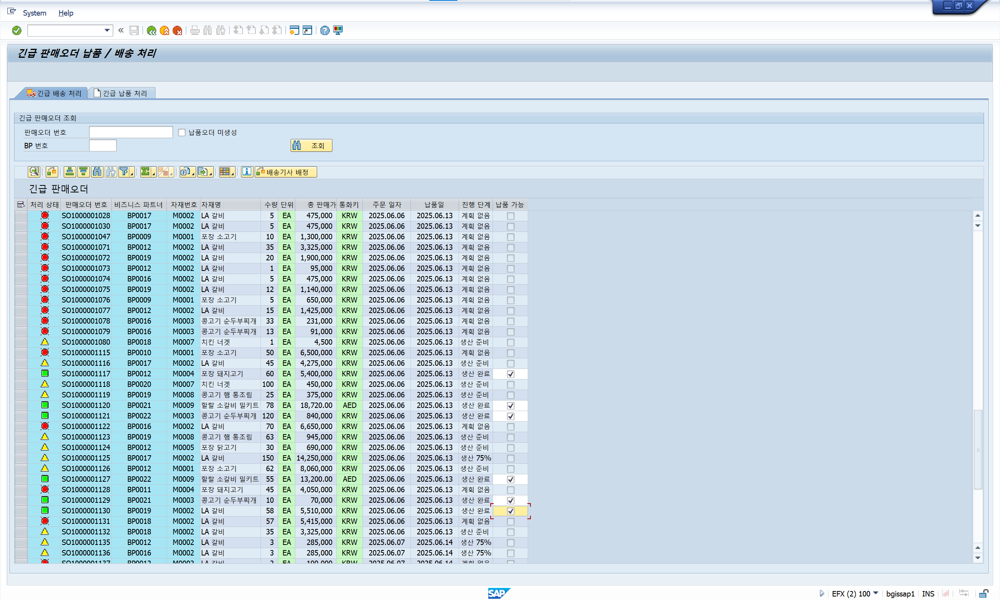 System Help
긴급 판매오더 납품 / 배송 처리
긴급 배송 처리 긴급 납품 처리
긴급 판매오더 조회
판매오더 번호 납품오더 미생성
BP 번호 조회
배송기사 배정
긴급 판매오더
처리 상태 판매오더 번호 비즈니스 파트너 자재번호 자재명 수량 단위 총 판매가 통화키 주문 일자 납품일 진행 단계 납품 가능
SO1000001028 BP0017 M0002 LA 갈비 5 EA 475,000 KRW 2025.06.06 2025.06.13 계획 없음
SO1000001030 BP0017 M0002 LA 갈비 5 EA 475,000 KRW 2025.06.06 2025.06.13 계획 없음
SO1000001047 BP0009 M0001 포장 소고기 10 EA 1,300,000 KRW 2025.06.06 2025.06.13 계획 없음
SO1000001071 BP0012 M0002 LA 갈비 35 EA 3,325,000 KRW 2025.06.06 2025.06.13 계획 없음
SO1000001072 BP0019 M0002 LA 갈비 20 EA 1,900,000 KRW 2025.06.06 2025.06.13 계획 없음
SO1000001073 BP0012 M0002 LA 갈비 1 EA 95,000 KRW 2025.06.06 2025.06.13 계획 없음
SO1000001074 BP0016 M0002 LA 갈비 5 EA 475,000 KRW 2025.06.06 2025.06.13 계획 없음
SO1000001075 BP0019 M0002 LA 갈비 12 EA 1,140,000 KRW 2025.06.06 2025.06.13 계획 없음
SO1000001076 BP0009 M0001 포장 소고기 5 EA 650,000 KRW 2025.06.06 2025.06.13 계획 없음
SO1000001077 BP0012 M0002 LA 갈비 15 EA 1,425,000 KRW 2025.06.06 2025.06.13 계획 없음
SO1000001078 BP0016 M0003 콩고기 순두부찌개 33 EA 231,000 KRW 2025.06.06 2025.06.13 계획 없음
SO1000001079 BP0016 M0003 콩고기 순두부찌개 13 EA 91,000 KRW 2025.06.06 2025.06.13 계획 없음
SO1000001080 BP0018 M0007 치킨 너겟 1 EA 4,500 KRW 2025.06.06 2025.06.13 생산 준비
SO1000001115 BP0010 M0001 포장 소고기 50 EA 6,500,000 KRW 2025.06.06 2025.06.13 계획 없음
SO1000001116 BP0017 M0002 LA 갈비 45 EA 4,275,000 KRW 2025.06.06 2025.06.13 생산 준비
SO1000001117 BP0012 M0004 포장 돼지고기 60 EA 5,400,000 KRW 2025.06.06 2025.06.13 생산 완료
SO1000001118 BP0020 M0007 치킨 너겟 100 EA 450,000 KRW 2025.06.06 2025.06.13 생산 준비
SO1000001119 BP0019 M0008 콩고기 햄 통조림 25 EA 375,000 KRW 2025.06.06 2025.06.13 생산 준비
SO1000001120 BP0021 M0009 할랄 소갈비 밀키트 78 EA 18,720.00 AED 2025.06.06 2025.06.13 생산 완료
SO1000001121 BP0022 M0003 콩고기 순두부찌개 120 EA 840,000 KRW 2025.06.06 2025.06.13 생산 완료
SO1000001122 BP0016 M0002 LA 갈비 70 EA 6,650,000 KRW 2025.06.06 2025.06.13 계획 없음
SO1000001123 BP0019 M0008 콩고기 햄 통조림 63 EA 945,000 KRW 2025.06.06 2025.06.13 생산 준비
SO1000001124 BP0012 M0005 포장 닭고기 30 EA 690,000 KRW 2025.06.06 2025.06.13 생산 준비
SO1000001125 BP0017 M0002 LA 갈비 150 EA 14,250,000 KRW 2025.06.06 2025.06.13 생산 75%
SO1000001126 BP0012 M0001 포장 소고기 62 EA 8,060,000 KRW 2025.06.06 2025.06.13 생산 준비
SO1000001127 BP0022 M0009 할랄 소갈비 밀키트 55 EA 13,200.00 AED 2025.06.06 2025.06.13 생산 완료
SO1000001128 BP0011 M0004 포장 돼지고기 45 EA 4,050,000 KRW 2025.06.06 2025.06.13 계획 없음
SO1000001129 BP0021 M0003 콩고기 순두부찌개 10 EA 70,000 KRW 2025.06.06 2025.06.13 생산 완료
SO1000001130 BP0019 M0002 LA 갈비 58 EA 5,510,000 KRW 2025.06.06 2025.06.13 생산 완료
SO1000001131 BP0018 M0002 LA 갈비 57 EA 5,415,000 KRW 2025.06.06 2025.06.13 계획 없음
SO1000001132 BP0018 M0002 LA 갈비 35 EA 3,325,000 KRW 2025.06.06 2025.06.13 생산 준비
SO1000001135 BP0012 M0002 LA 갈비 3 EA 285,000 KRW 2025.06.07 2025.06.14 생산 75%
SO1000001136 BP0016 M0002 LA 갈비 3 EA 285,000 KRW 2025.06.07 2025.06.14 생산 75%
SO1000001137 BP0012 M0002 LA 갈비 2 EA 190,000 KRW 2025.06.07 2025.06.14 계획 없음
SAP EFX (2) 100 bgissap1 INS